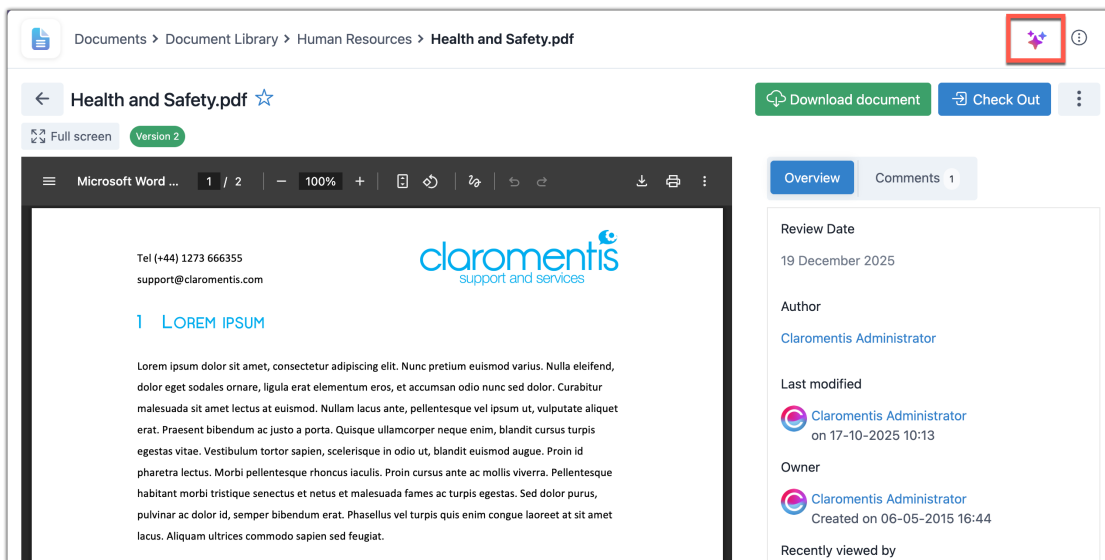 Documents > Document Library > Human Resources > Health and Safety.pdf
Health and Safety.pdf
Download document
Check Out
Full screen
Version 2
Microsoft Word ...
1 / 2
100%
Overview
Comments 1
Tel (+44) 1273 666355
support@claromentis.com
claromentis
support and services
1 LOREM IPSUM
Lorem ipsum dolor sit amet, consectetur adipiscing elit. Nunc pretium euismod varius. Nulla eleifend,
dolor eget sodales ornare, ligula erat elementum eros, et accumsan odio nunc sed dolor. Curabitur
malesuada sit amet lectus at euismod. Nullam lacus ante, pellentesque vel ipsum ut, vulputate aliquet
erat. Praesent bibendum ac justo a porta. Quisque ullamcorper neque enim, blandit cursus turpis
egestas vitae. Vestibulum tortor sapien, scelerisque in odio ut, blandit euismod augue. Proin id
pharetra lectus. Morbi pellentesque rhoncus iaculis. Proin cursus ante ac mollis viverra. Pellentesque
habitant morbi tristique senectus et netus et malesuada fames ac turpis egestas. Sed dolor purus,
pulvinar ac dolor id, semper bibendum erat. Phasellus vel turpis quis enim congue laoreet at sit amet
lacus. Aliquam ultrices commodo sapien sed feugiat.
Review Date
19 December 2025
Author
Claromentis Administrator
Last modified
Claromentis Administrator
on 17-10-2025 10:13
Owner
Claromentis Administrator
Created on 06-05-2015 16:44
Recently viewed by